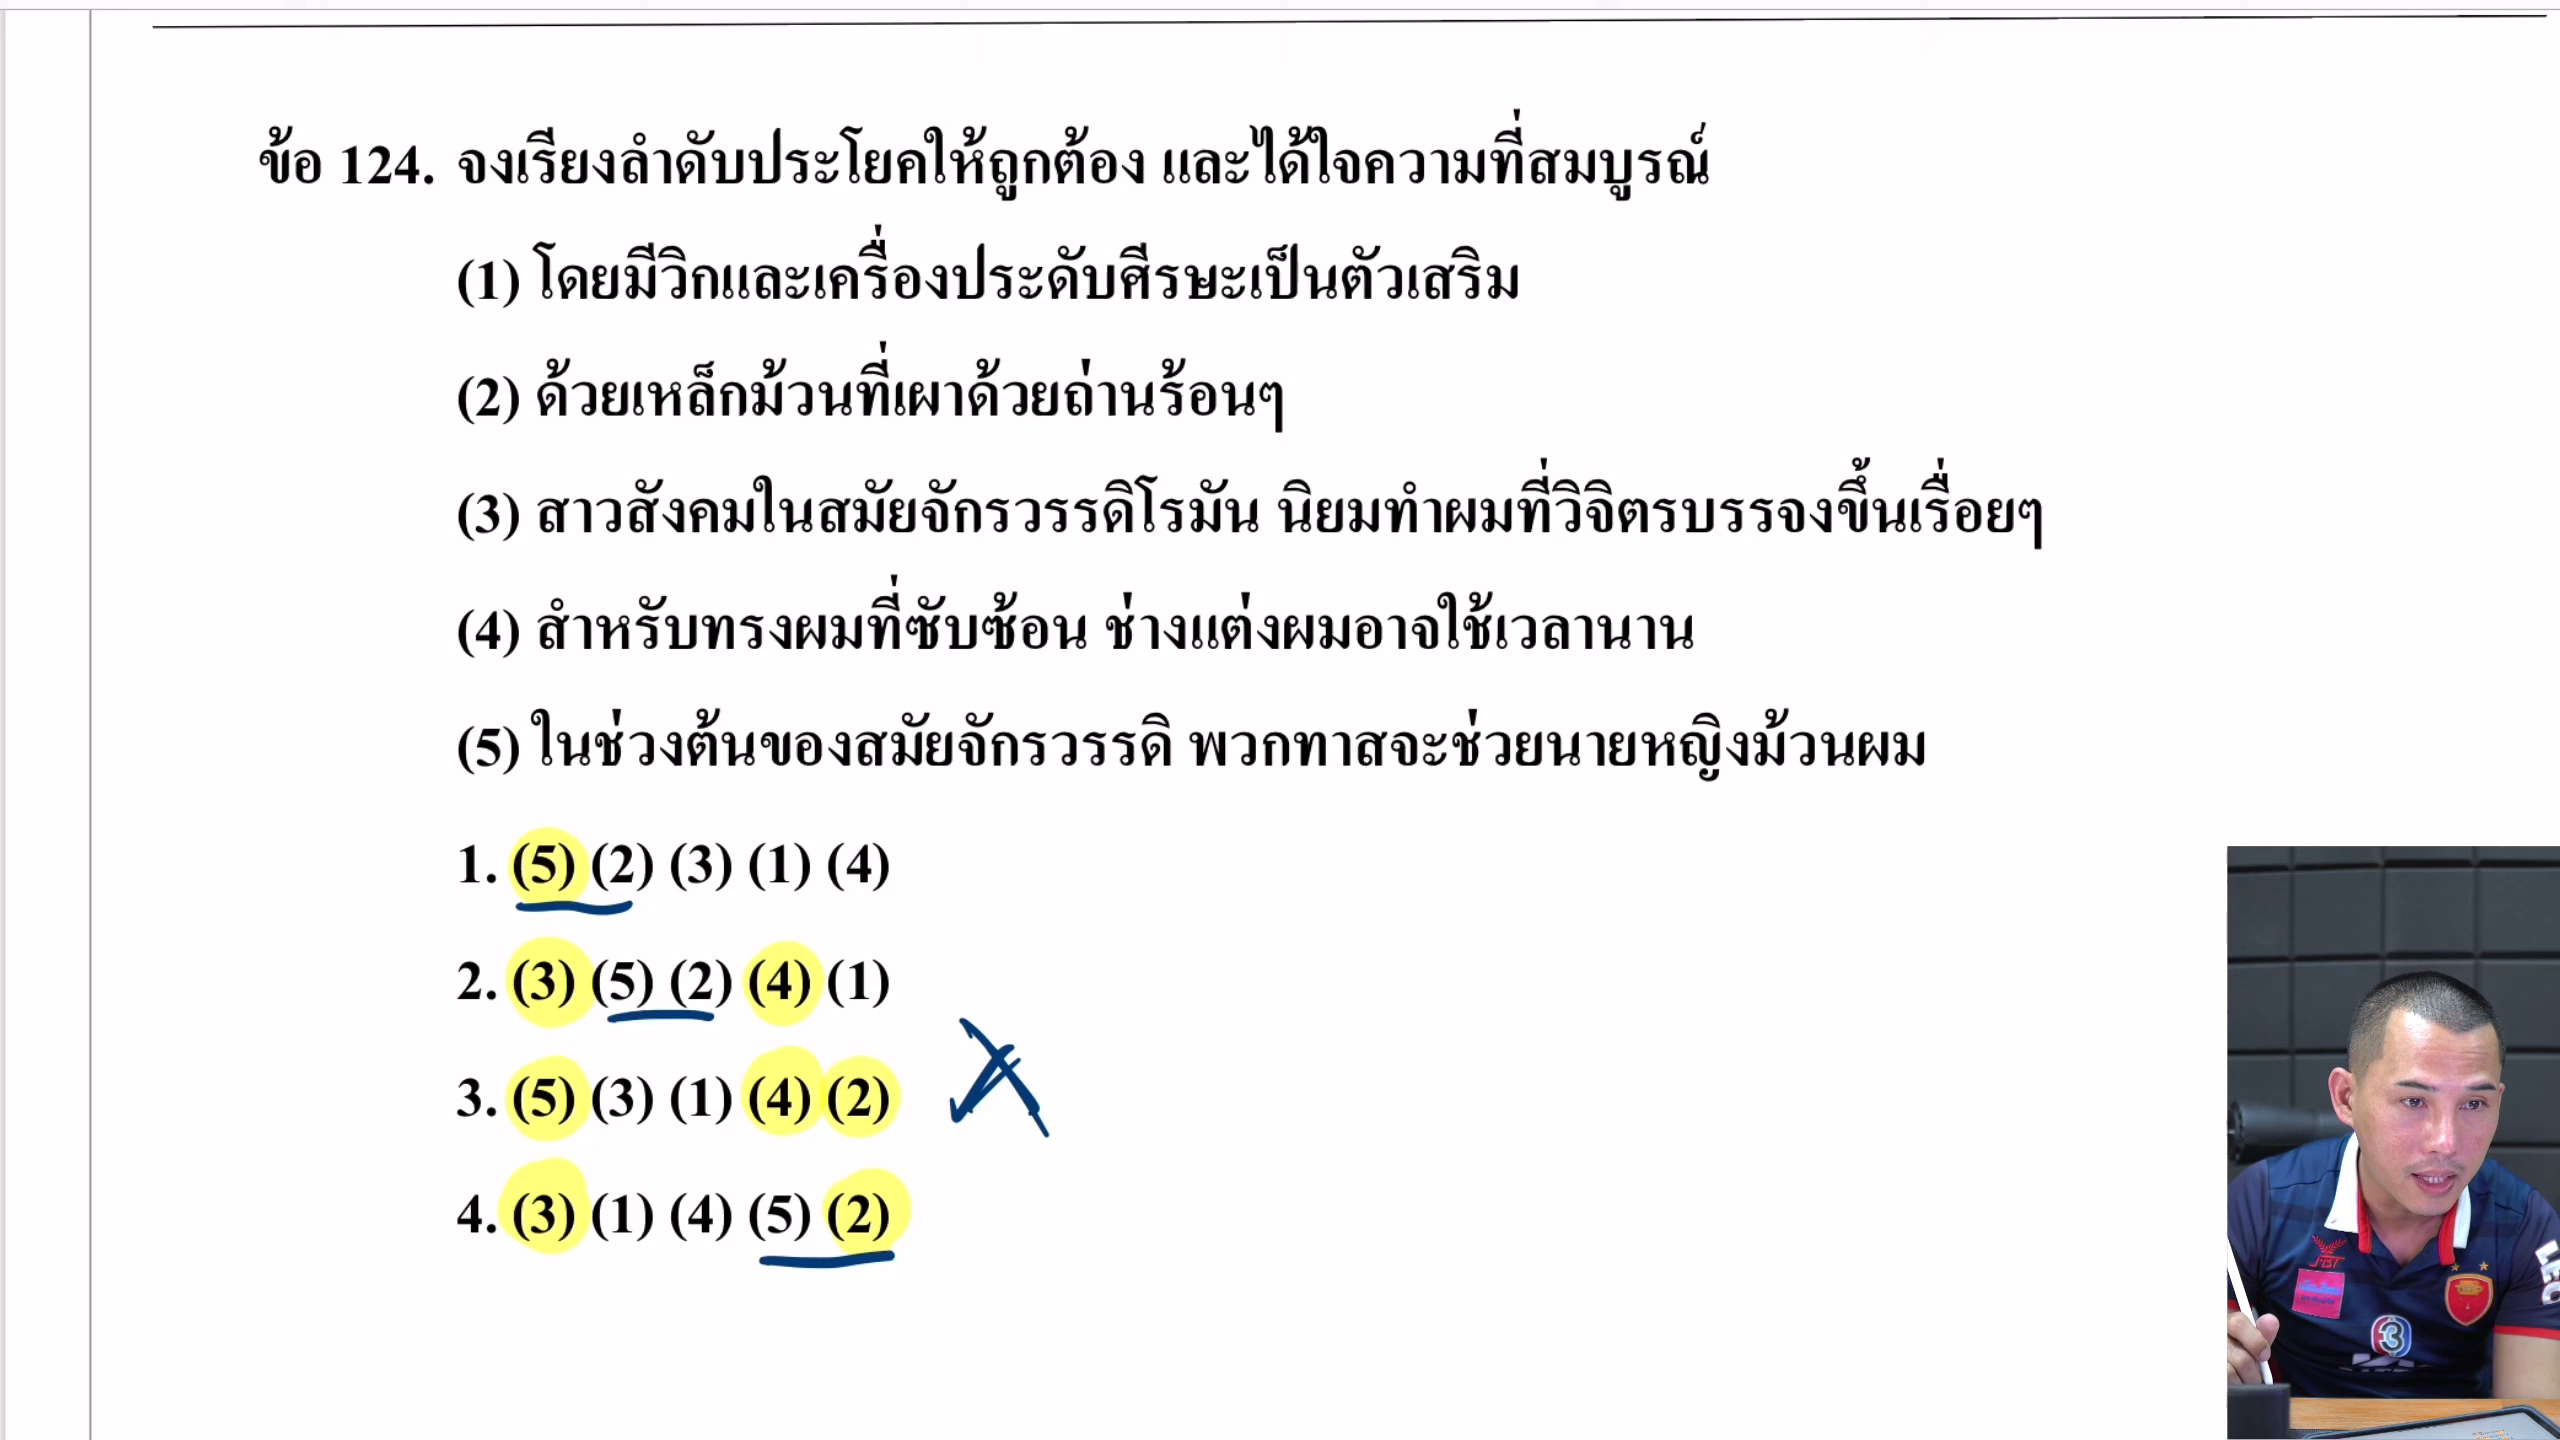 ข้อ 124. จงเรียงลำดับประโยคให้ถูกต้อง และได้ใจความที่สมบูรณ์
(1) โดยมีวิกและเครื่องประดับศีรษะเป็นตัวเสริม
(2) ด้วยเหล็กม้วนที่เผาด้วยถ่านร้อนๆ
(3) สาวสังคมในสมัยจักรวรรดิโรมัน นิยมทำผมที่วิจิตรบรรจงขึ้นเรื่อยๆ
(4) สำหรับทรงผมที่ซับซ้อน ช่างแต่งผมอาจใช้เวลานาน
(5) ในช่วงต้นของสมัยจักรวรรดิ พวกทาสจะช่วยนายหญิงม้วนผม
1. (5) (2) (3) (1) (4)
2. (3) (5) (2) (4) (1)
3. (5) (3) (1) (4) (2)
4. (3) (1) (4) (5) (2)
LEO
3